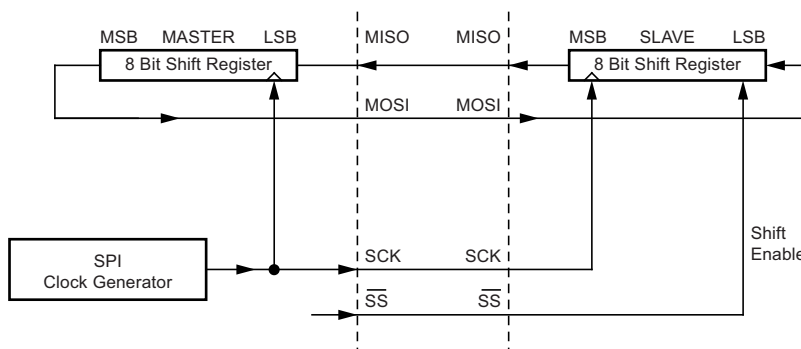 MSB MASTER LSB MISO MISO MSB SLAVE LSB
8 Bit Shift Register 8 Bit Shift Register
MOSI MOSI
Shift
Enable
SPI
Clock Generator
SCK SCK
SS SS